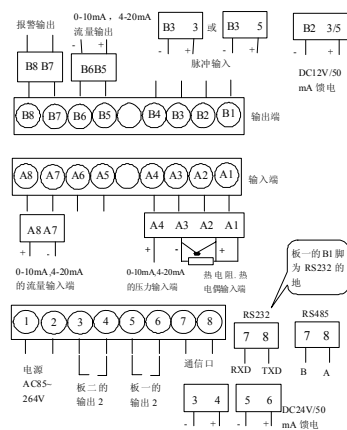 报警输出
0-10mA，4-20mA
流量输出
- +
B8 B7
B6B5
B3 3 或 B3 5
- + - +
脉冲输入
B2 3/5
- +
DC12V/50
mA 馈电
B8 B7 B6 B5 B4 B3 B2 B1
输出端
A8 A7 A6 A5 A4 A3 A2 A1
输入端
A8 A7
+ -
0-10mA,4-20mA
的流量输入端
A4 A3 A2 A1
+ - +
0-10mA,4-20mA
的压力输入端
热电阻.热
电偶输入端
板一的B1脚
为 RS232 的
地
1 2 3 4 5 6 7 8
电源
AC85~
264V
- + - +
板二的
输出 2
板一的
输出 2
通信口
RS232
7 8
RXD TXD
RS485
7 8
B A
3 4
- +
5 6
- +
DC24V/50
mA 馈电